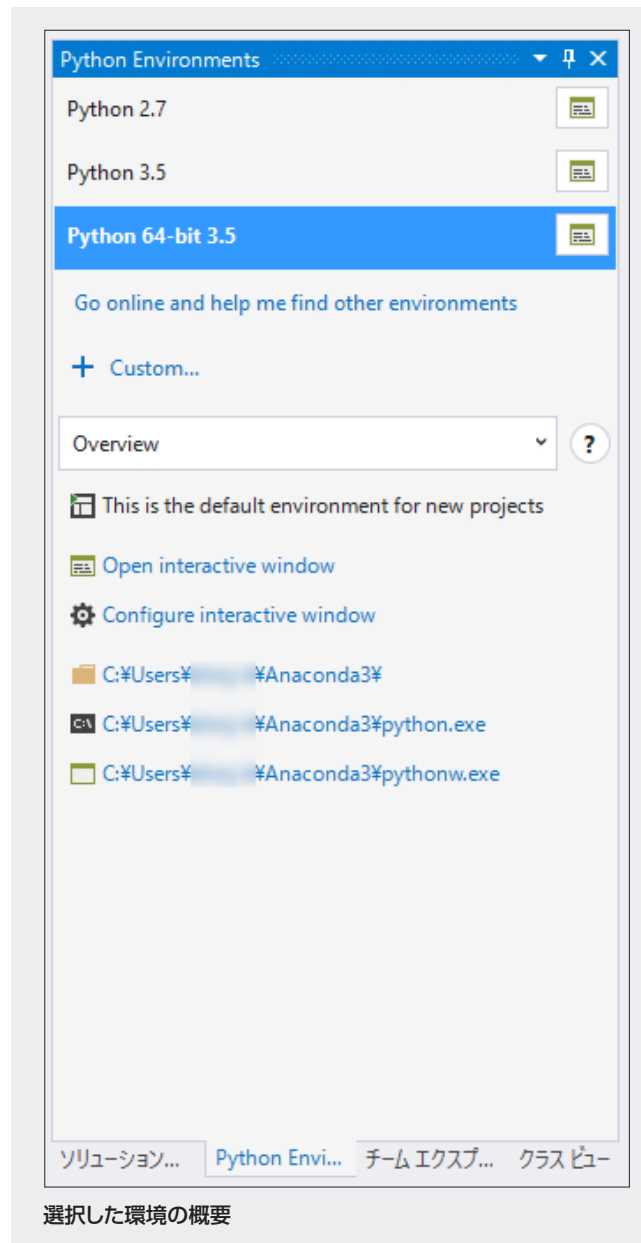 Python Environments
Python 2.7
Python 3.5
Python 64-bit 3.5
Go online and help me find other environments
+ Custom...
Overview
?
This is the default environment for new projects
Open interactive window
Configure interactive window
C:¥Users¥ ¥Anaconda3¥
C:\ C:¥Users¥ ¥Anaconda3¥python.exe
C:¥Users¥ ¥Anaconda3¥pythonw.exe
ソリューション... Python Envi... チーム エクスプ... クラス ビュー
選択した環境の概要